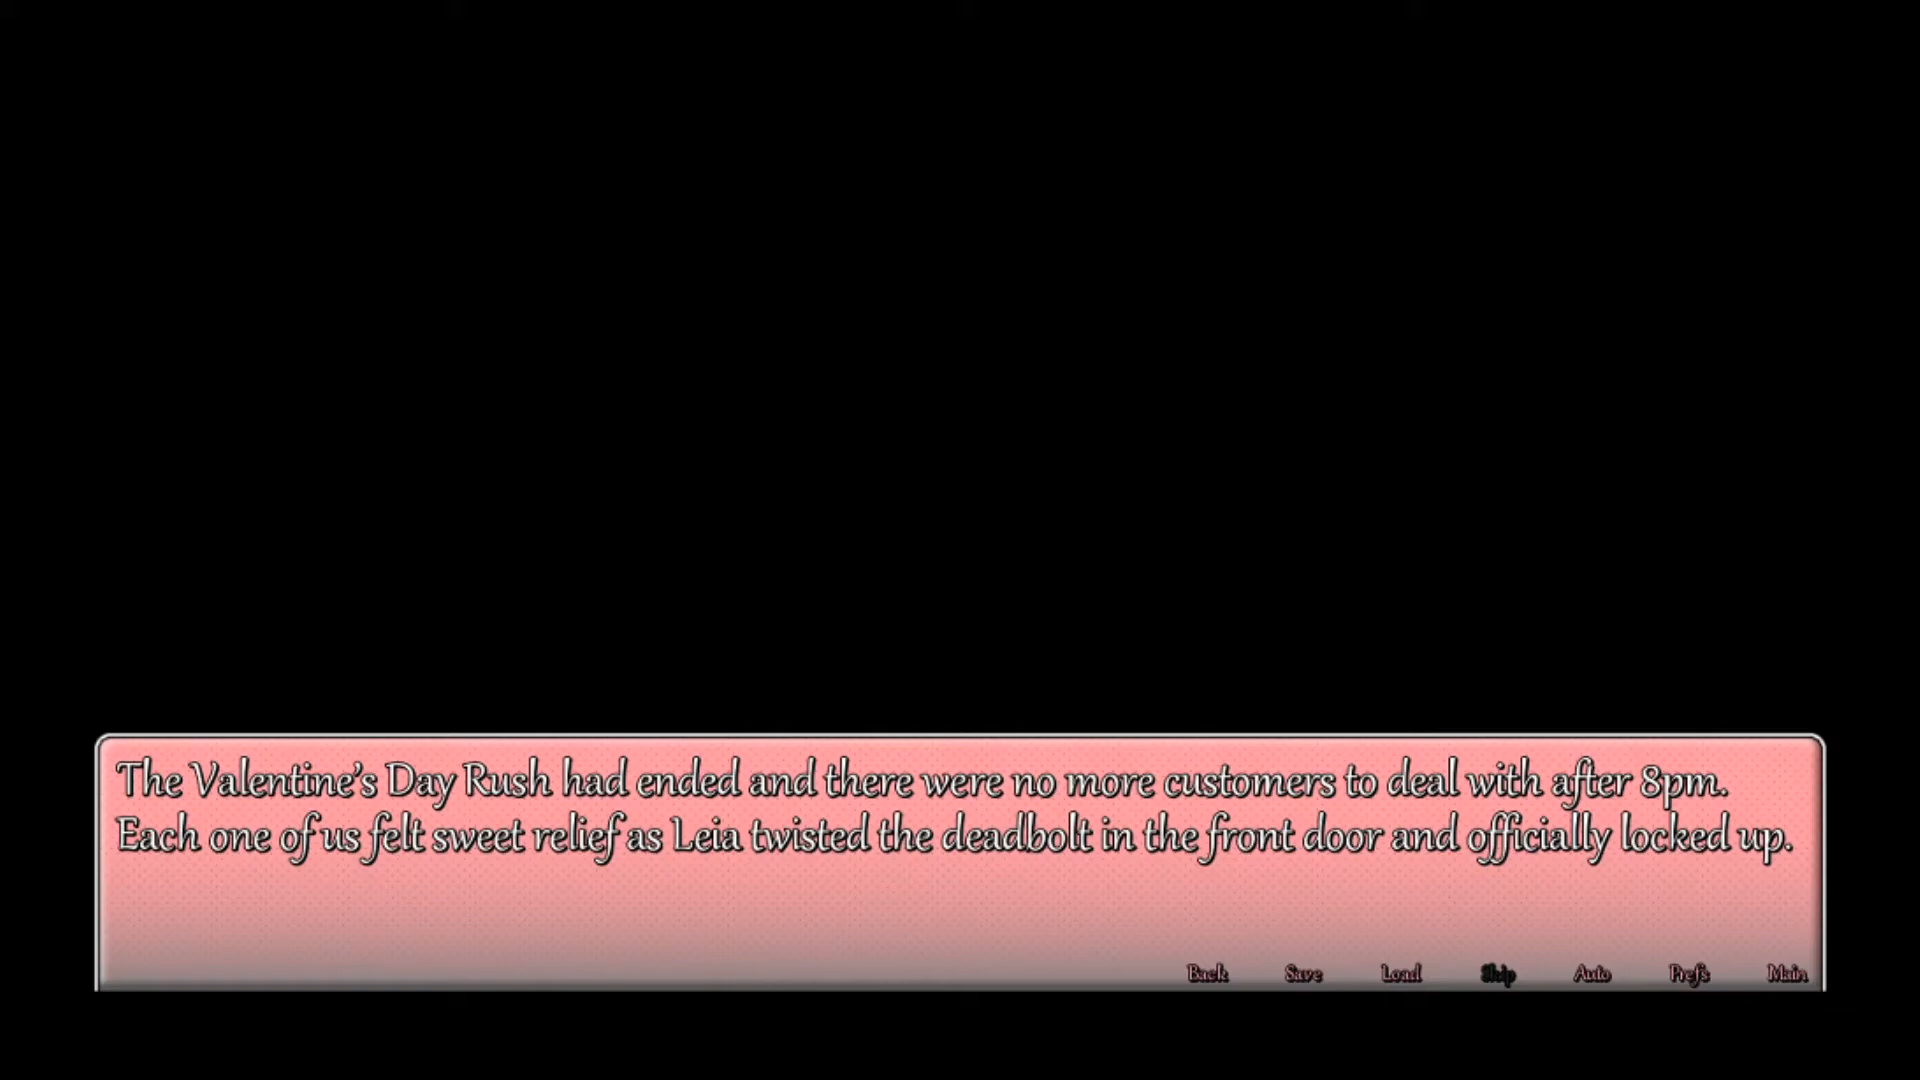 The Valentine’s Day Rush had ended and there were no more customers to deal with after 8pm.
Each one of us felt sweet relief as Leia twisted the deadbolt in the front door and officially locked up.
Back Save Load Skip Auto Prefs Main